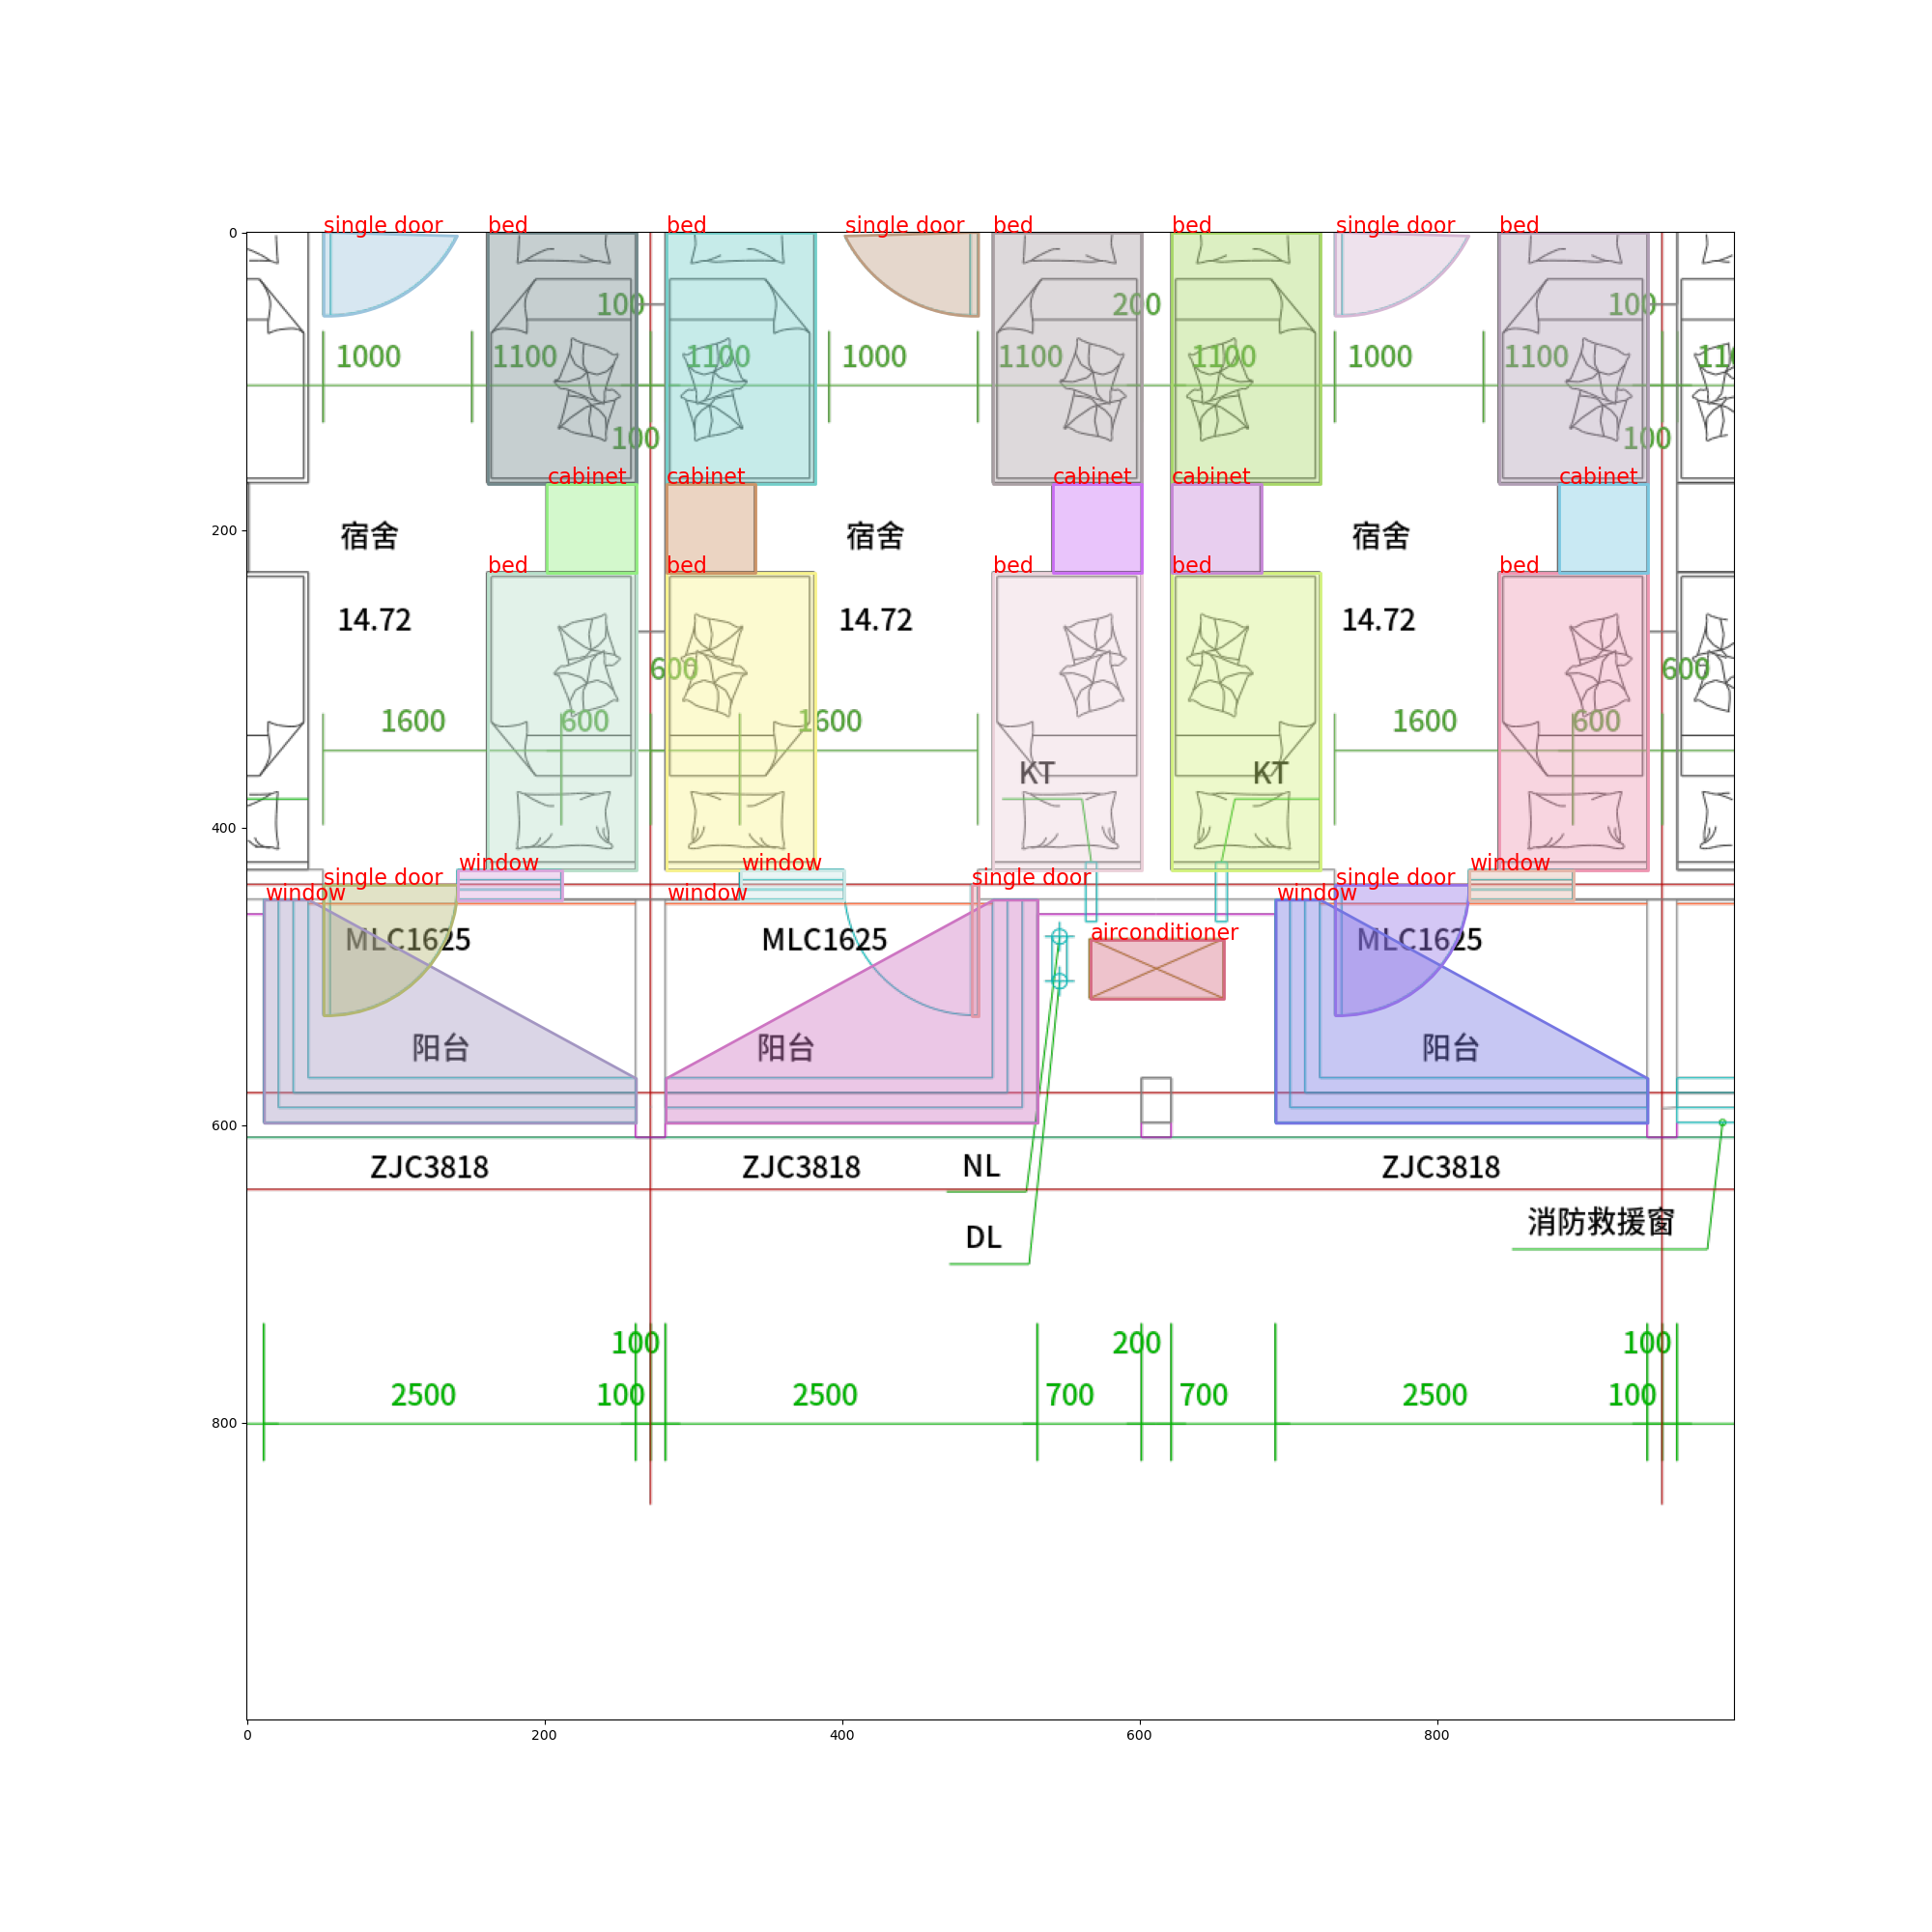 single door bed bed single door bed bed single door bed
0
100 200 100
1000 1100 1100 1000 1100 1100 1000 1100
100 100
cabinet cabinet cabinet cabinet cabinet
200 宿舍 宿舍 宿舍
bed bed bed bed bed
14.72 14.72 14.72
600 600
1600 600 1600 1600 600
KT KT
400
window window window
single door single door single door
window window window
airconditioner
MLC1625 MLC1625 MLC1625
阳台 阳台 阳台
600
ZJC3818 ZJC3818 NL ZJC3818
消防救援窗
DL
100 200 100
2500 100 2500 700 700 2500 100
800
0 200 400 600 800